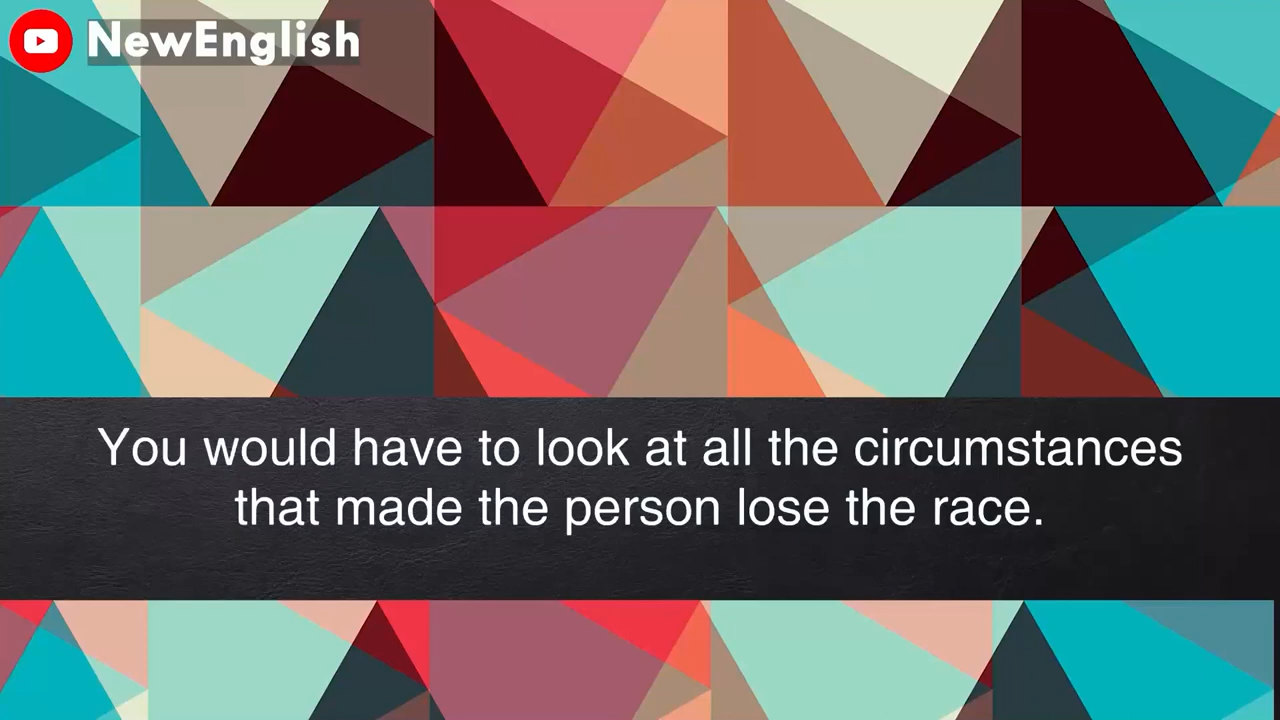 NewEnglish
You would have to look at all the circumstances
that made the person lose the race.